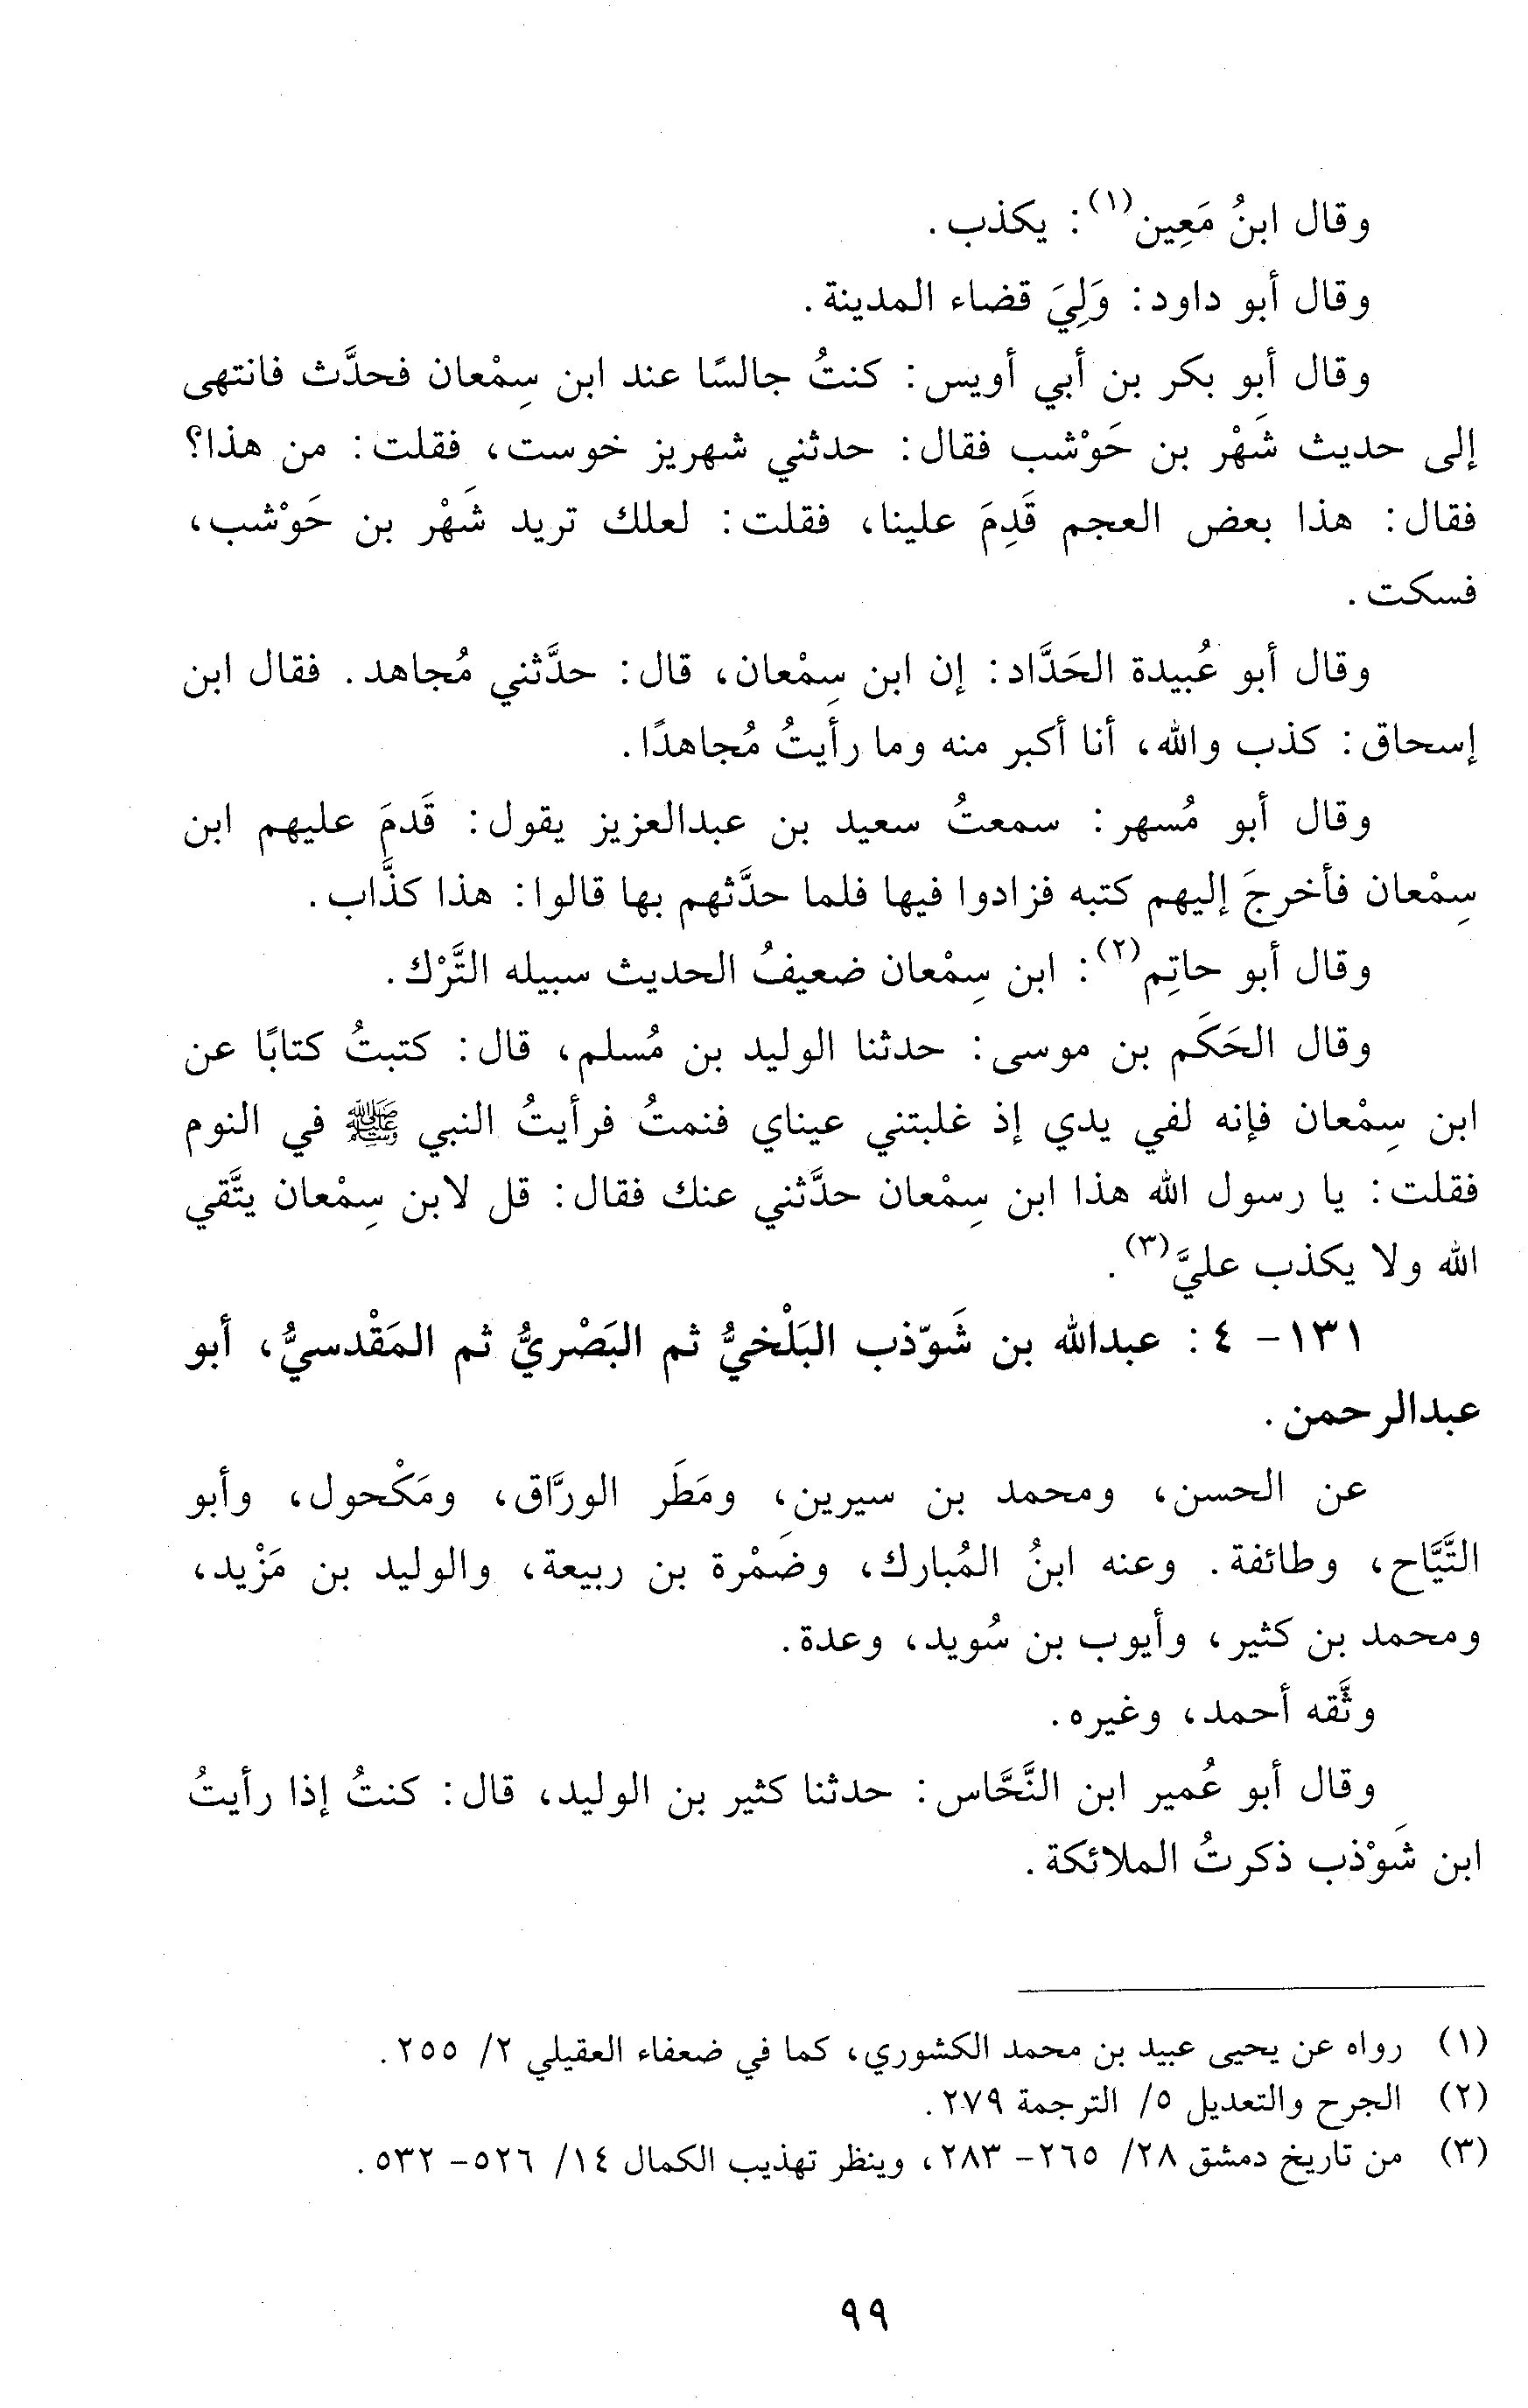 وقال ابنُ مَعِين(١): يكذب.
وقال أبو داود: وَلِيَ قضاء المدينة.
وقال أبو بكر بن أبي أويس: كنتُ جالسًا عند ابن سِمْعان فحدَّث فانتهى
إلى حديث شَهْر بن حَوْشب فقال: حدثني شهريز خوست، فقلت: من هذا؟
فقال: هذا بعض العجم قَدِمَ علينا، فقلت: لعلك تريد شَهْر بن حَوْشب،
فسكت.
وقال أبو عُبيدة الحَدَّاد: إن ابن سِمْعان، قال: حدَّثني مُجاهد. فقال ابن
إسحاق: كذب والله، أنا أكبر منه وما رأيتُ مُجاهدًا.
وقال أبو مُسهر: سمعتُ سعيد بن عبدالعزيز يقول: قَدمَ عليهم ابن
سِمْعان فأخرجَ إليهم كتبه فزادوا فيها فلما حدَّثهم بها قالوا: هذا كذَّاب.
وقال أبو حاتِم(٢): ابن سِمْعان ضعيفُ الحديث سبيله التَّرْك.
وقال الحَكَم بن موسى: حدثنا الوليد بن مُسلم، قال: كتبتُ كتابًا عن
ابن سِمْعان فإنه لفي يدي إذ غلبتني عيناي فنمتُ فرأيتُ النبي ﷺ في النوم
فقلت: يا رسول الله هذا ابن سِمْعان حدَّثني عنك فقال: قل لابن سِمْعان يتَّقي
الله ولا يكذب عليَّ(٣).
١٣١- ٤: عبدالله بن شَوّذب البَلْخيُّ ثم البَصْريُّ ثم المَقْدسيُّ، أبو
عبدالرحمن.
عن الحسن، ومحمد بن سيرين، ومَطَر الورَّاق، ومَكْحول، وأبو
التَّيَّاح، وطائفة. وعنه ابنُ المُبارك، وضَمْرة بن ربيعة، والوليد بن مَزْيد،
ومحمد بن كثير، وأيوب بن سُويد، وعدة.
وثَّقه أحمد، وغيره.
وقال أبو عُمير ابن النَّحَّاس: حدثنا كثير بن الوليد، قال: كنتُ إذا رأيتُ
ابن شَوْذب ذكرتُ الملائكة.
(١) رواه عن يحيى عبيد بن محمد الكشوري، كما في ضعفاء العقيلي ٢/ ٢٥٥.
(٢) الجرح والتعديل ٥/ الترجمة ٢٧٩.
(٣) من تاريخ دمشق ٢٨/ ٢٦٥- ٢٨٣، وينظر تهذيب الكمال ١٤/ ٥٢٦- ٥٣٢.
٩٩